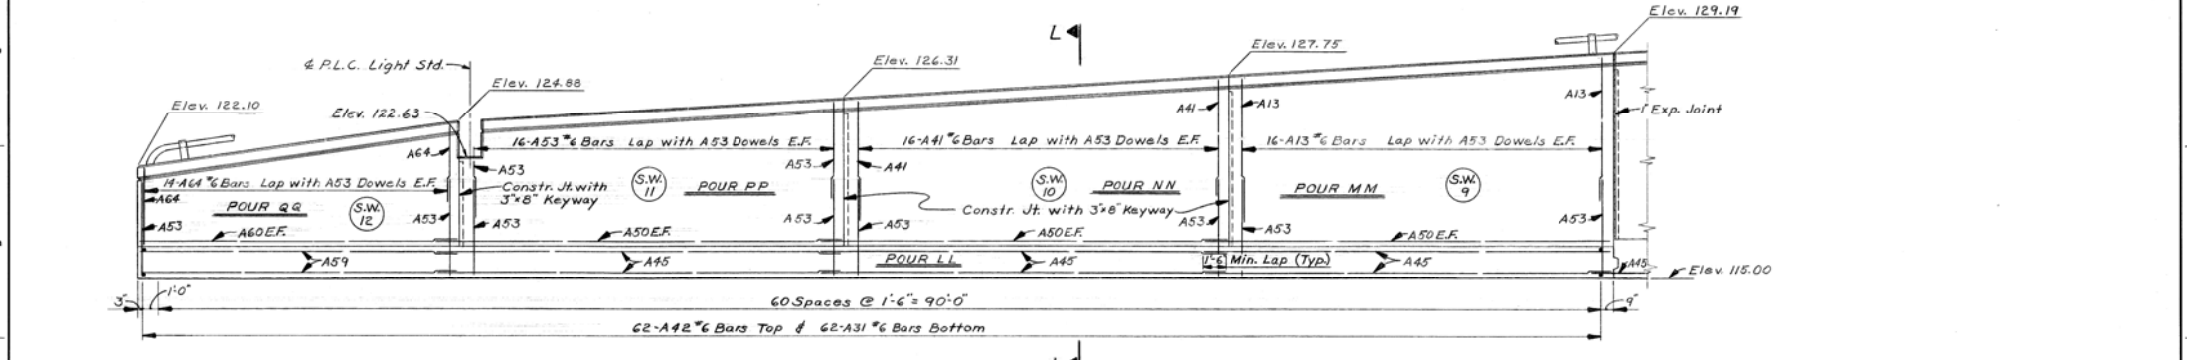 Elev. 129.19
L
Elev. 127.75
℄ P.L.C. Light Std.
Elev. 126.31
Elev. 124.88
Elev. 122.10
Elev. 122.63
A41
A13
A13
1" Exp. Joint
16-A53 #6 Bars Lap with A53 Dowels E.F.
16-A41 #6 Bars Lap with A53 Dowels E.F.
16-A13 #6 Bars Lap with A53 Dowels E.F.
A64
A53
A53
A41
14-A64 #6 Bars Lap with A53 Dowels E.F.
Constr. Jt. with
3"x8" Keyway
S.W.
11
POUR PP
S.W.
10
POUR NN
POUR MM
S.W.
9
A64
POUR QQ
S.W.
12
Constr. Jt. with 3"x8" Keyway
A53
A53
A53
A53
A53
A53
A53
A53
A60 E.F.
A50 E.F.
A50 E.F.
A50 E.F.
A59
A45
POUR LL
A45
1'-6" Min. Lap (Typ.)
A45
A45
Elev. 115.00
3"
1'-0"
60 Spaces @ 1'-6" = 90'-0"
9"
62-A42 #6 Bars Top & 62-A31 #6 Bars Bottom